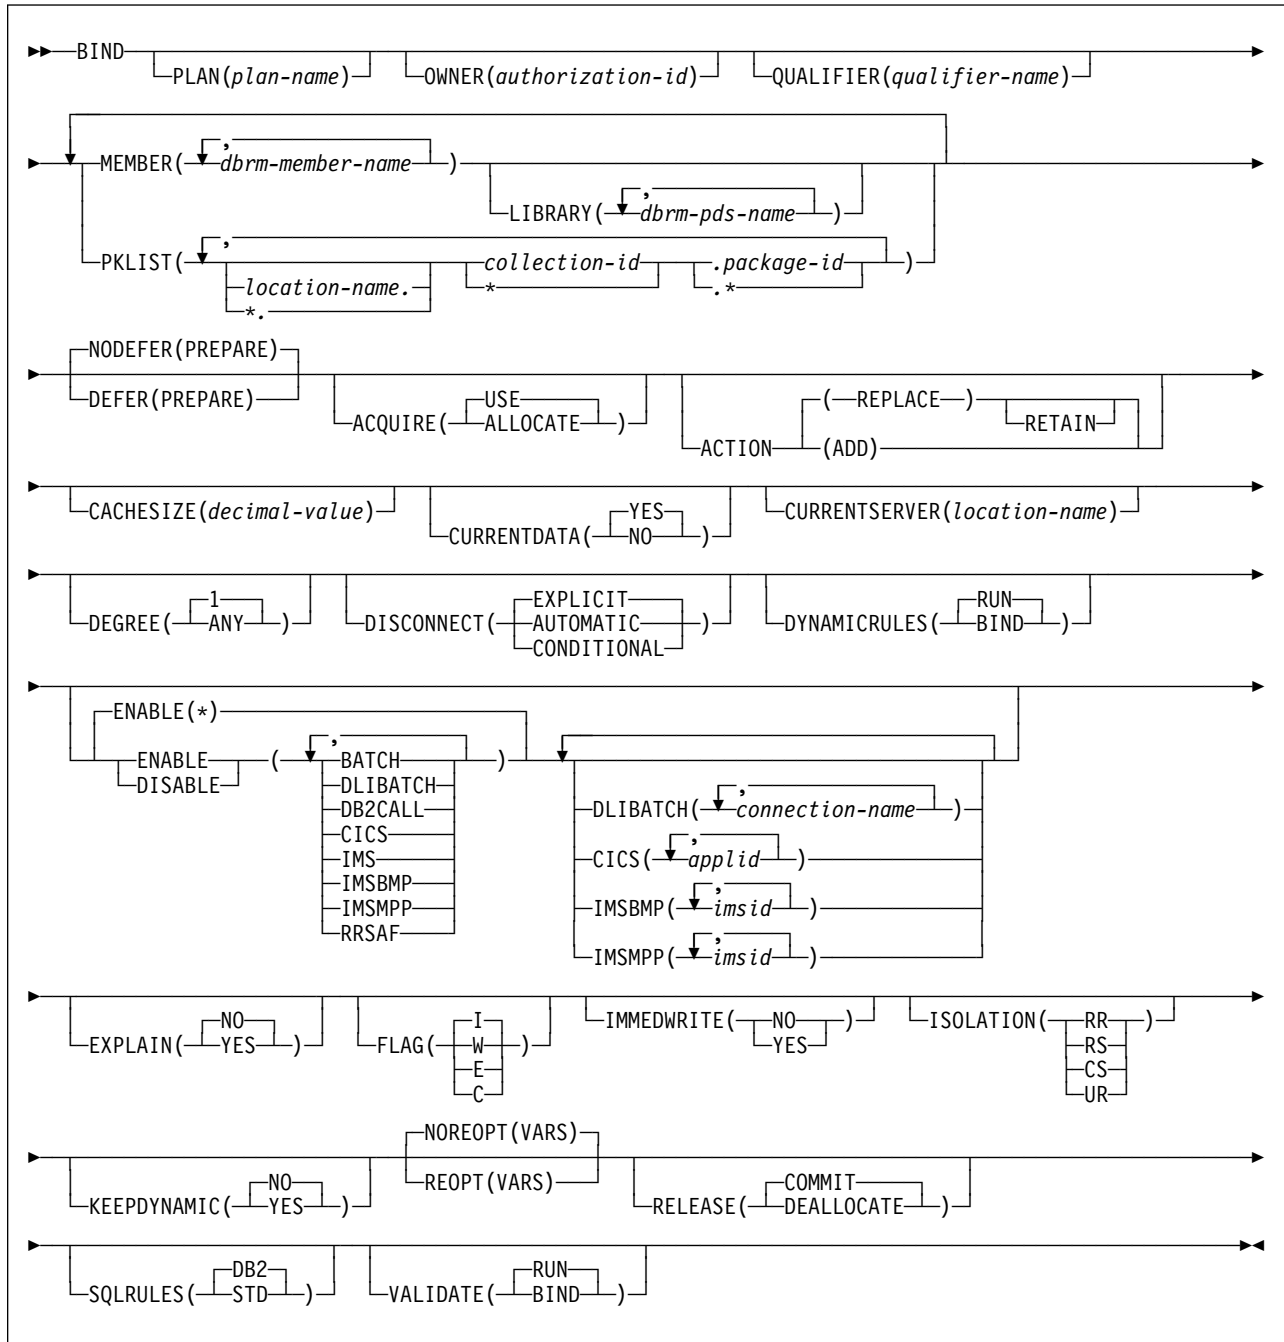 BIND
PLAN(plan-name) OWNER(authorization-id) QUALIFIER(qualifier-name)
,
MEMBER( dbrm-member-name )
,
LIBRARY( dbrm-pds-name )
,
PKLIST( collection-id .package-id )
location-name. * .*
*.
NODEFER(PREPARE)
DEFER(PREPARE) USE ( REPLACE )
ACQUIRE( ALLOCATE ) RETAIN
ACTION (ADD)
CACHESIZE(decimal-value) YES CURRENTSERVER(location-name)
CURRENTDATA( NO )
1 EXPLICIT RUN
DEGREE( ANY ) DISCONNECT( AUTOMATIC ) DYNAMICRULES( BIND )
CONDITIONAL
ENABLE(*)
,
ENABLE ( BATCH )
DISABLE DLIBATCH ,
DB2CALL DLIBATCH( connection-name )
CICS ,
IMS CICS( applid )
IMSBMP ,
IMSMPP IMSBMP( imsid )
RRSAF ,
IMSMPP( imsid )
NO I IMMEDWRITE( NO ) ISOLATION( RR )
EXPLAIN( YES ) FLAG( W ) YES RS
E CS
C UR
NOREOPT(VARS)
NO REOPT(VARS) COMMIT
KEEPDYNAMIC( YES ) RELEASE( DEALLOCATE )
DB2 RUN
SQLRULES( STD ) VALIDATE( BIND )